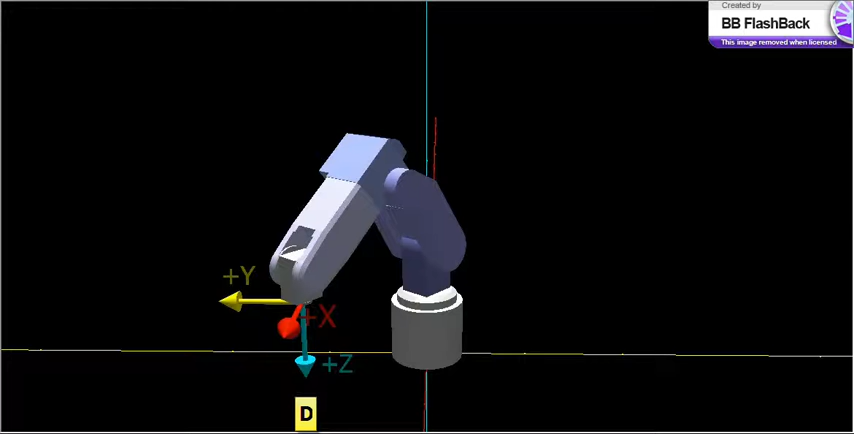 Created by
BB FlashBack
This image removed when licensed
+Y
+X
+Z
D